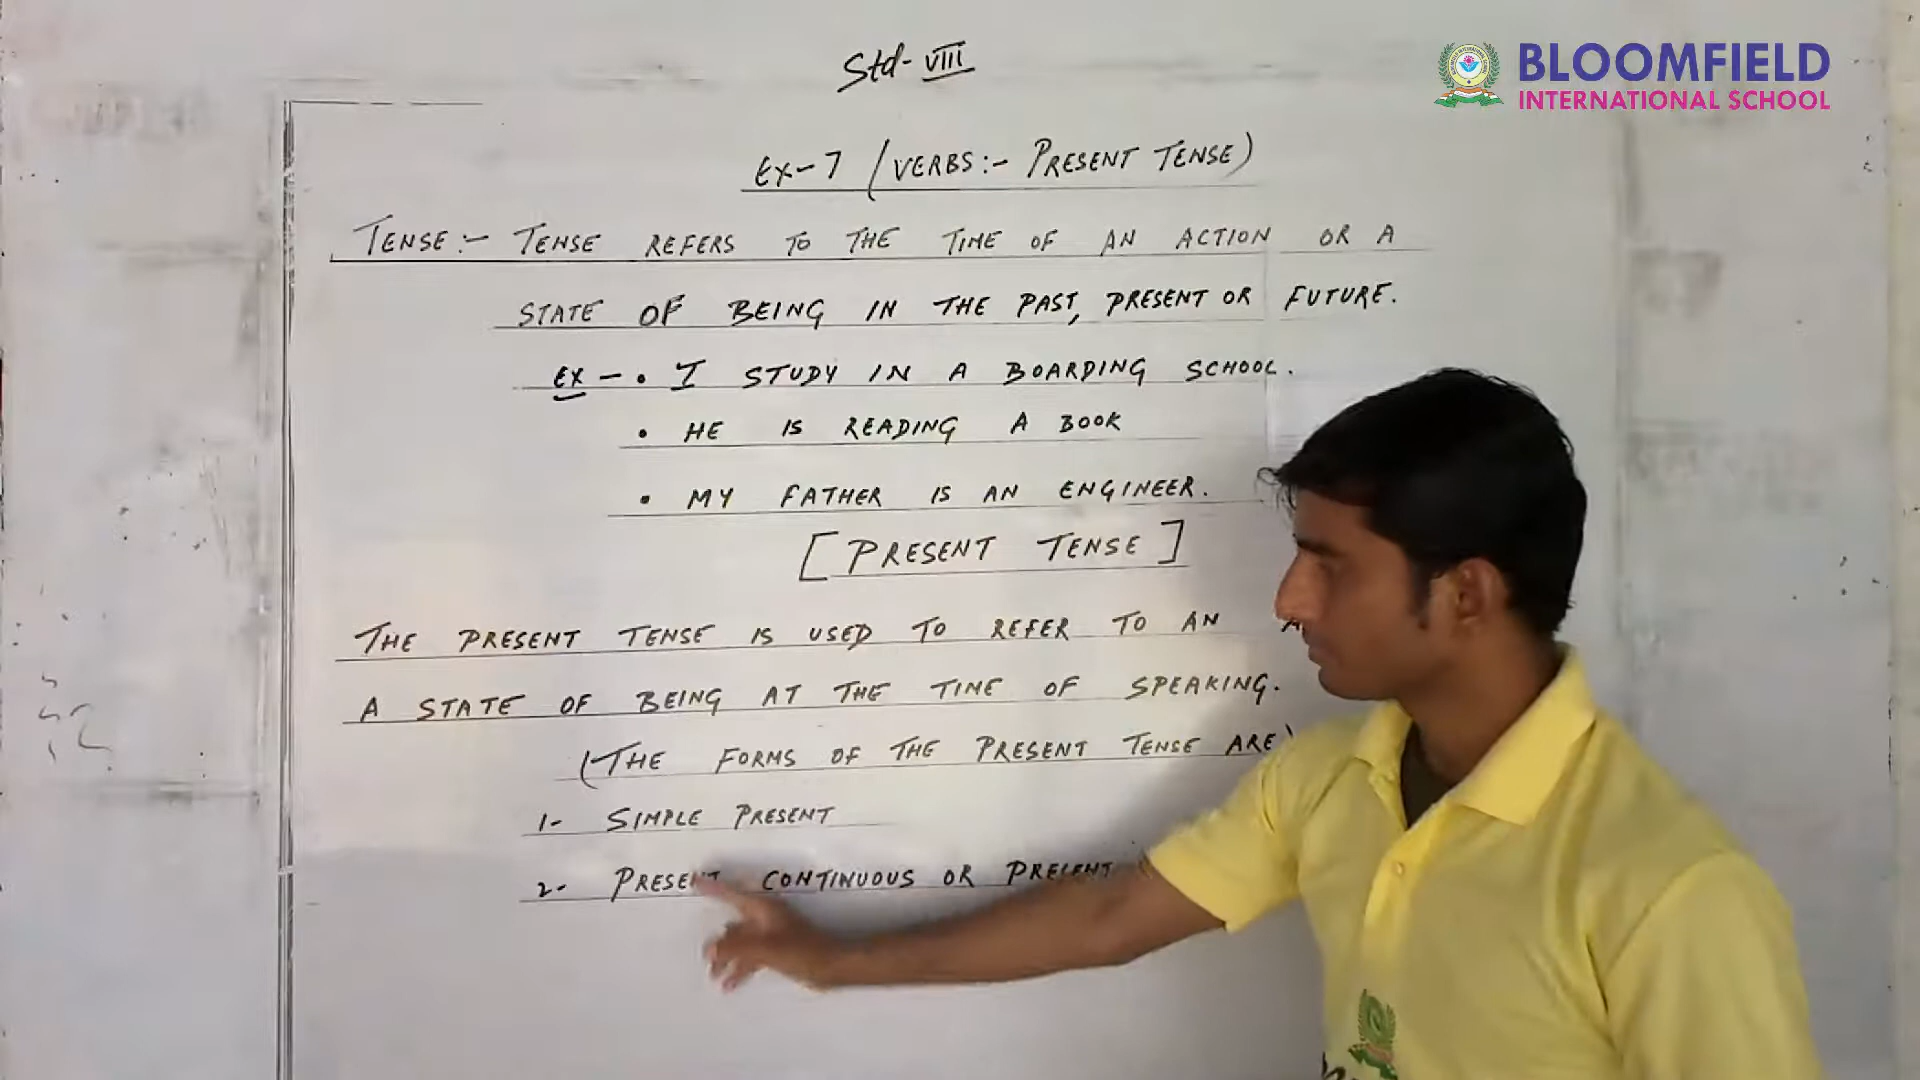 Std- VIII
BLOOMFIELD
INTERNATIONAL SCHOOL
EX-7 (VERBS:- PRESENT TENSE)
TENSE:- TENSE REFERS TO THE TIME OF AN ACTION OR A
STATE OF BEING IN THE PAST, PRESENT OR FUTURE.
EX - • I STUDY IN A BOARDING SCHOOL.
• HE IS READING A BOOK
• MY FATHER IS AN ENGINEER.
[PRESENT TENSE]
THE PRESENT TENSE IS USED TO REFER TO AN
A STATE OF BEING AT THE TIME OF SPEAKING.
(THE FORMS OF THE PRESENT TENSE ARE)
1- SIMPLE PRESENT
2- PRESENT CONTINUOUS OR PRESENT